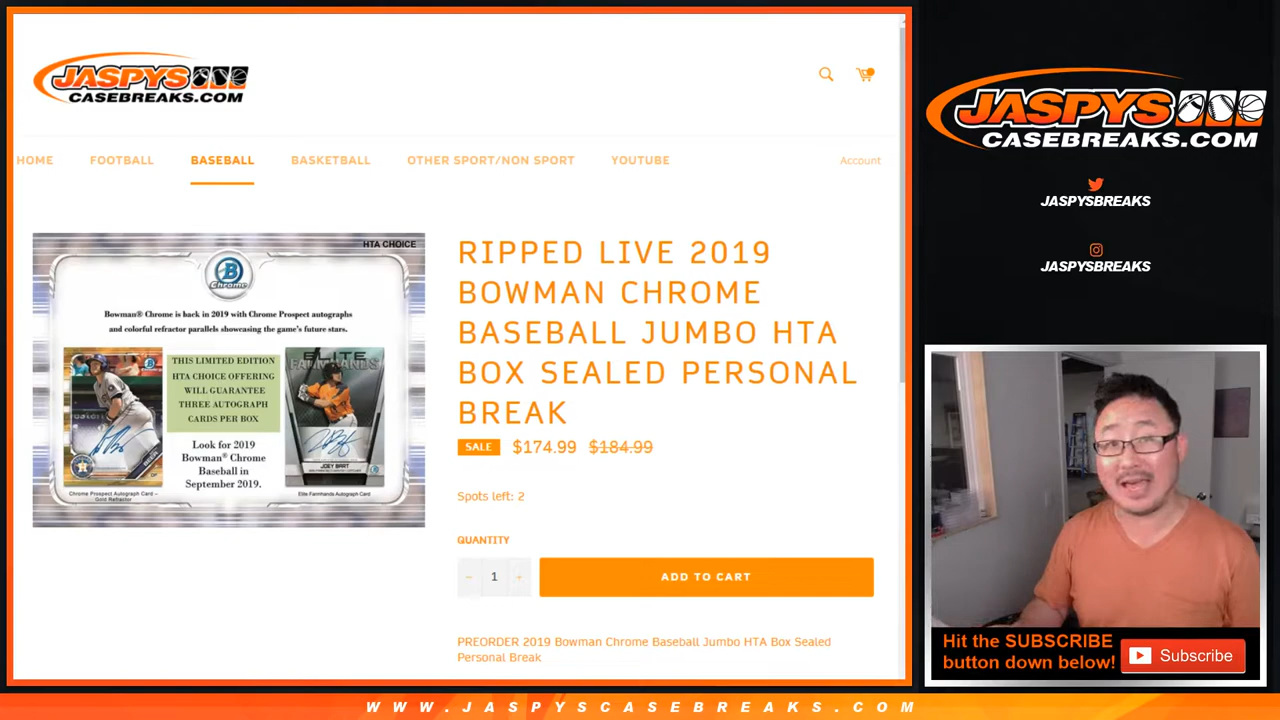 JASPYS
CASEBREAKS.COM
HOME
FOOTBALL
BASEBALL
BASKETBALL
OTHER SPORT/NON SPORT
YOUTUBE
Account
HTA CHOICE
B
Chrome
Bowman® Chrome is back in 2019 with Chrome Prospect autographs
and colorful refractor parallels showcasing the game's future stars.
THIS LIMITED EDITION
HTA CHOICE OFFERING
WILL GUARANTEE
THREE AUTOGRAPH
CARDS PER BOX
Look for 2019
Bowman® Chrome
Baseball in
September 2019.
ELITE
FARMHANDS
JOEY BART
Chrome Prospect Autograph Card –
Gold Refractor
Elite Farmhands Autograph Card
RIPPED LIVE 2019
BOWMAN CHROME
BASEBALL JUMBO HTA
BOX SEALED PERSONAL
BREAK
SALE $174.99 $184.99
Spots left: 2
QUANTITY
− 1 +
ADD TO CART
PREORDER 2019 Bowman Chrome Baseball Jumbo HTA Box Sealed
Personal Break
JASPYS
CASEBREAKS.COM
JASPYSBREAKS
JASPYSBREAKS
Hit the SUBSCRIBE
button down below!
Subscribe
WWW.JASPYSCASEBREAKS.COM